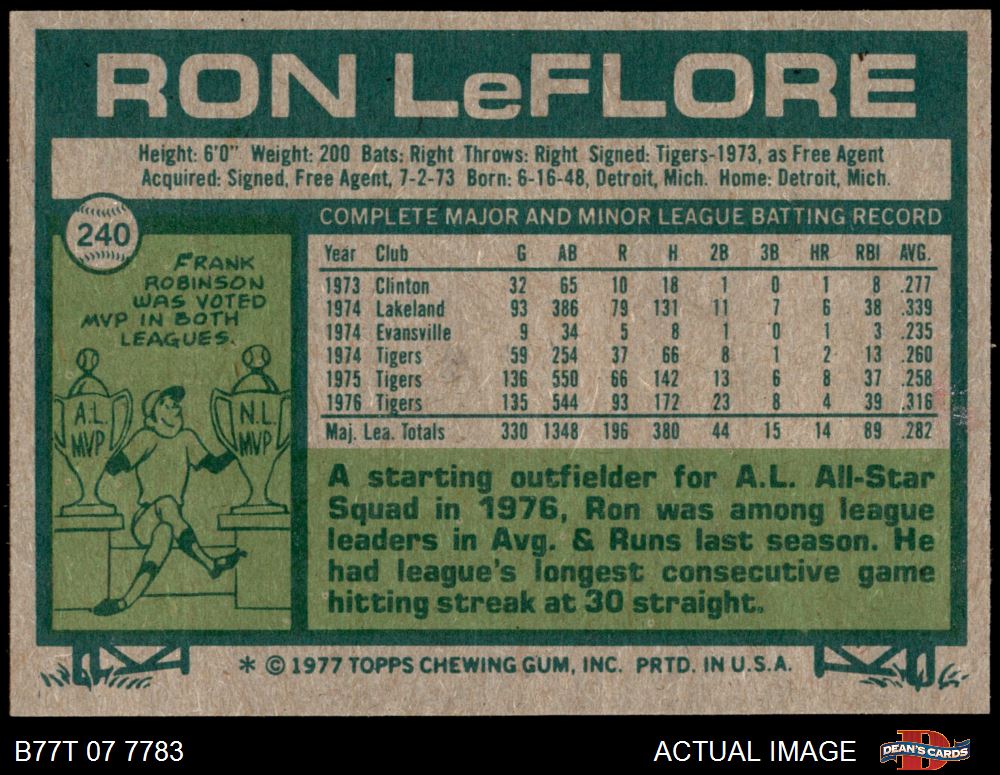 RON LeFLORE
Height: 6'0" Weight: 200 Bats: Right Throws: Right Signed: Tigers-1973, as Free Agent
Acquired: Signed, Free Agent, 7-2-73 Born: 6-16-48, Detroit, Mich. Home: Detroit, Mich.
240
FRANK
ROBINSON
WAS VOTED
MVP IN BOTH
LEAGUES.
A.L.
MVP
N.L.
MVP
COMPLETE MAJOR AND MINOR LEAGUE BATTING RECORD
Year Club G AB R H 2B 3B HR RBI AVG.
1973 Clinton 32 65 10 18 1 0 1 8 .277
1974 Lakeland 93 386 79 131 11 7 6 38 .339
1974 Evansville 9 34 5 8 1 0 1 3 .235
1974 Tigers 59 254 37 66 8 1 2 13 .260
1975 Tigers 136 550 66 142 13 6 8 37 .258
1976 Tigers 135 544 93 172 23 8 4 39 .316
Maj. Lea. Totals 330 1348 196 380 44 15 14 89 .282
A starting outfielder for A.L. All-Star
Squad in 1976, Ron was among league
leaders in Avg. & Runs last season. He
had league's longest consecutive game
hitting streak at 30 straight.
* © 1977 TOPPS CHEWING GUM, INC. PRTD. IN U.S.A.
B77T 07 7783
ACTUAL IMAGE
D
DEAN'S CARDS